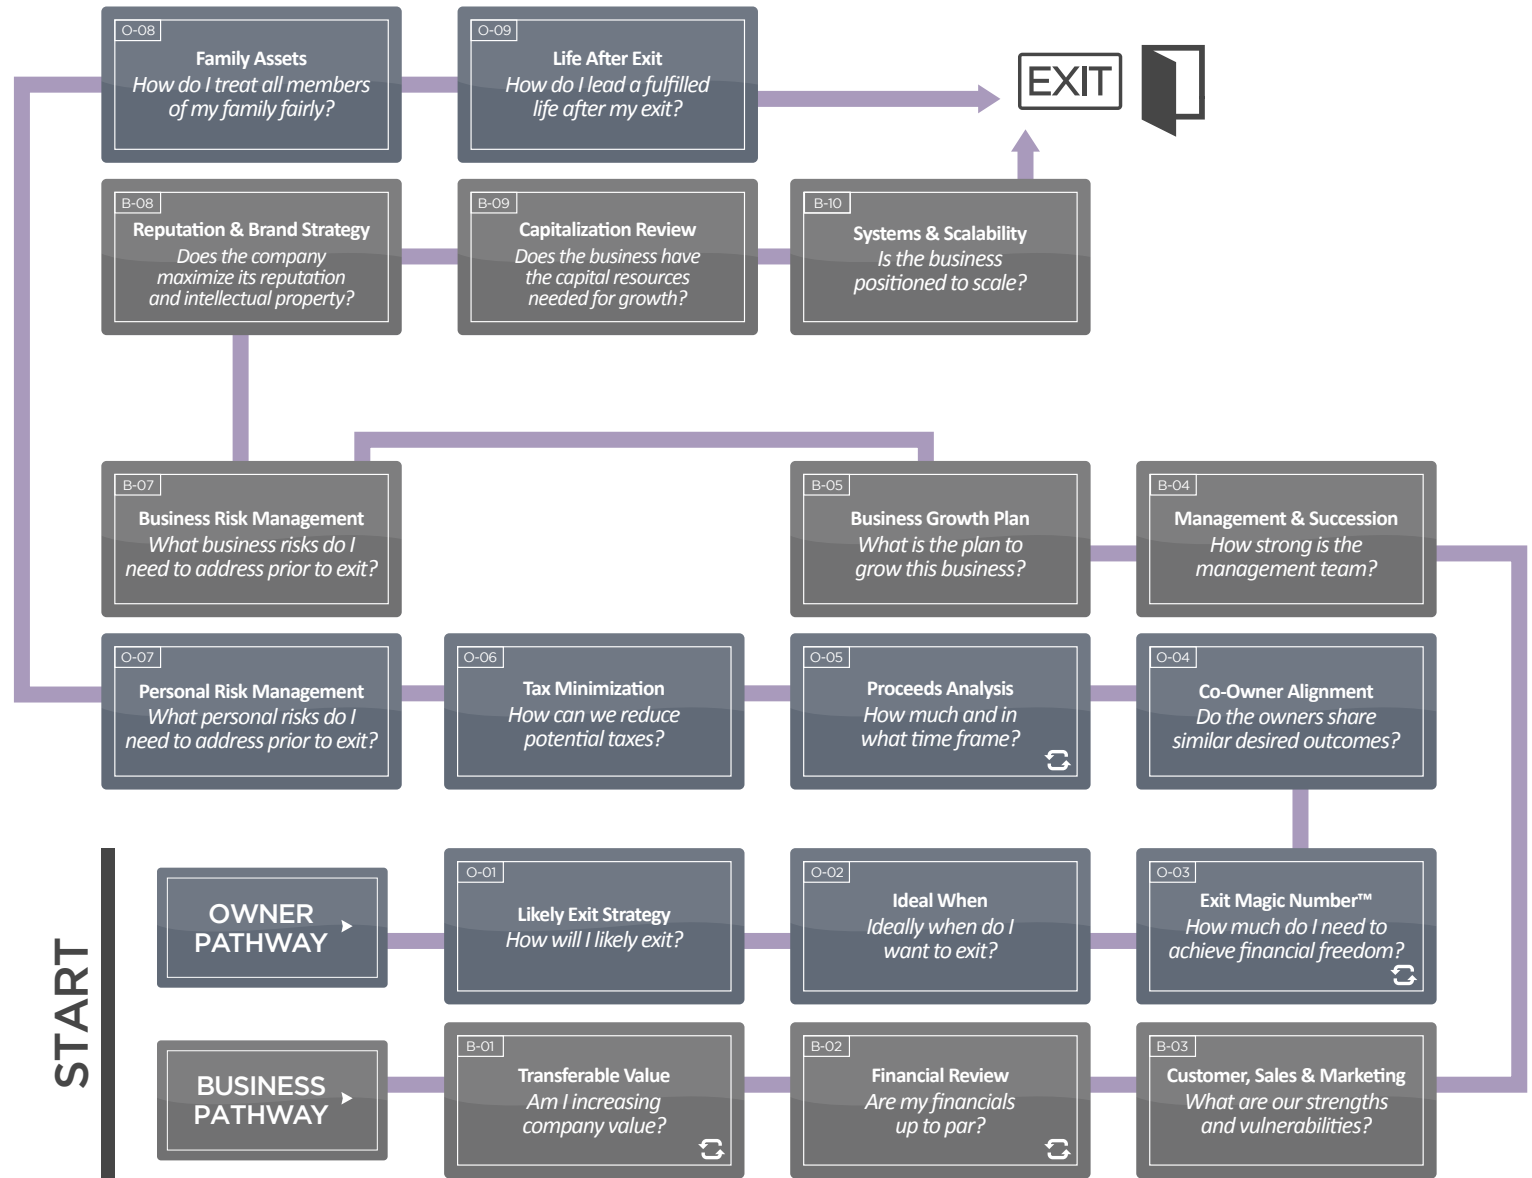 O-08
Family Assets
How do I treat all members
of my family fairly?
O-09
Life After Exit
How do I lead a fulfilled
life after my exit?
EXIT
B-08
Reputation & Brand Strategy
Does the company
maximize its reputation
and intellectual property?
B-09
Capitalization Review
Does the business have
the capital resources
needed for growth?
B-10
Systems & Scalability
Is the business
positioned to scale?
B-07
Business Risk Management
What business risks do I
need to address prior to exit?
B-05
Business Growth Plan
What is the plan to
grow this business?
B-04
Management & Succession
How strong is the
management team?
O-07
Personal Risk Management
What personal risks do I
need to address prior to exit?
O-06
Tax Minimization
How can we reduce
potential taxes?
O-05
Proceeds Analysis
How much and in
what time frame?
O-04
Co-Owner Alignment
Do the owners share
similar desired outcomes?
START
OWNER
PATHWAY
O-01
Likely Exit Strategy
How will I likely exit?
O-02
Ideal When
Ideally when do I
want to exit?
O-03
Exit Magic Number™
How much do I need to
achieve financial freedom?
BUSINESS
PATHWAY
B-01
Transferable Value
Am I increasing
company value?
B-02
Financial Review
Are my financials
up to par?
B-03
Customer, Sales & Marketing
What are our strengths
and vulnerabilities?